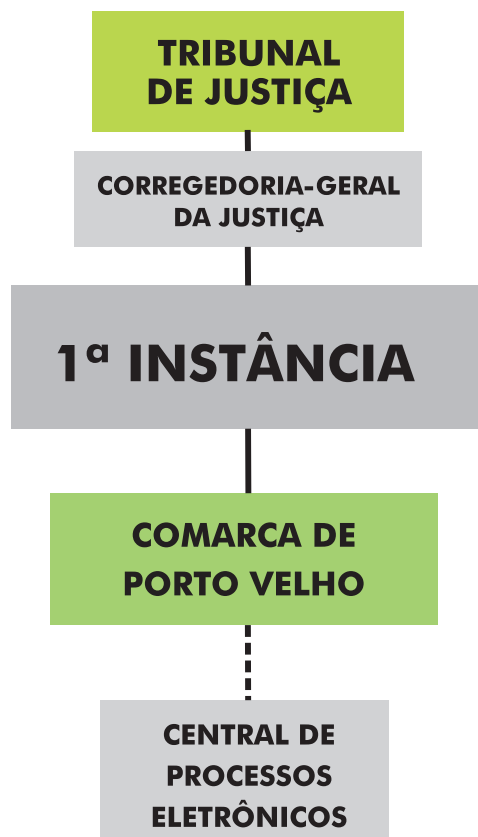 TRIBUNAL
DE JUSTIÇA
CORREGEDORIA-GERAL
DA JUSTIÇA
1ª INSTÂNCIA
COMARCA DE
PORTO VELHO
CENTRAL DE
PROCESSOS
ELETRÔNICOS